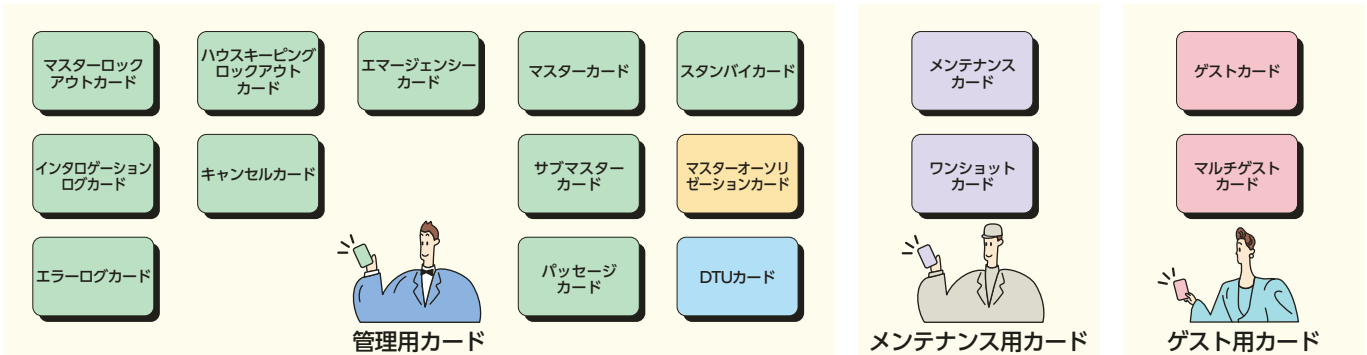 マスターロック
アウトカード
ハウスキーピング
ロックアウト
カード
エマージェンシー
カード
マスターカード
スタンバイカード
インタロゲーション
ログカード
キャンセルカード
サブマスター
カード
マスターオーソリ
ゼーションカード
エラーログカード
パッセージ
カード
DTUカード
管理用カード
メンテナンス
カード
ワンショット
カード
メンテナンス用カード
ゲストカード
マルチゲスト
カード
ゲスト用カード